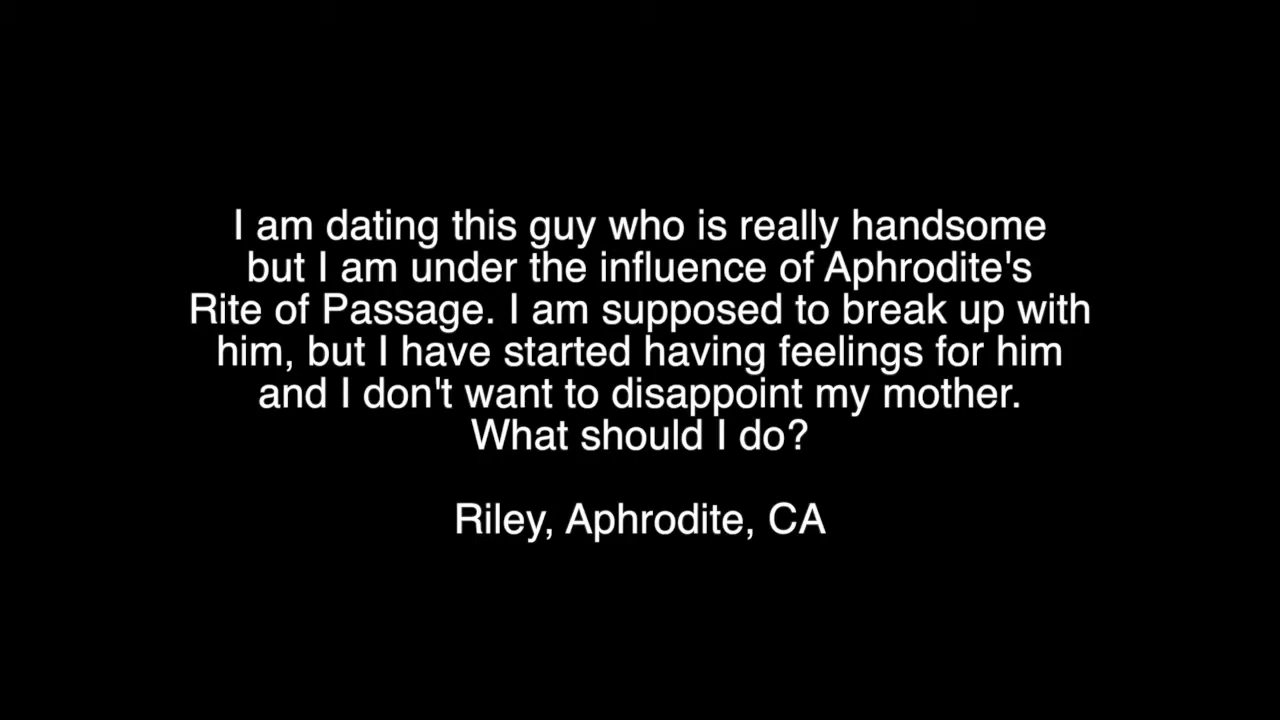 I am dating this guy who is really handsome
but I am under the influence of Aphrodite's
Rite of Passage. I am supposed to break up with
him, but I have started having feelings for him
and I don't want to disappoint my mother.
What should I do?
Riley, Aphrodite, CA